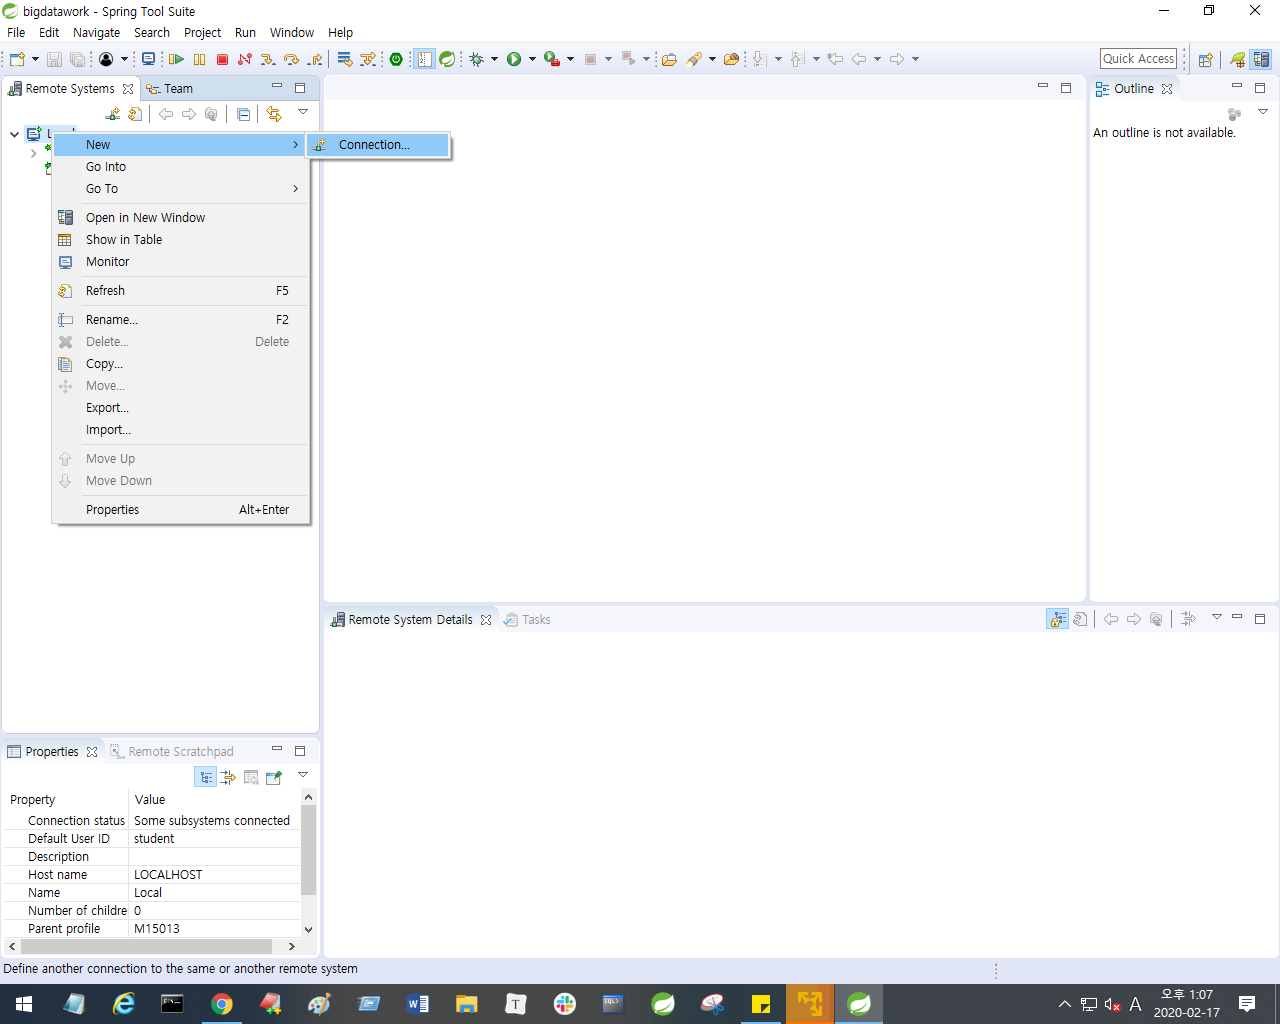 bigdatawork - Spring Tool Suite
File Edit Navigate Search Project Run Window Help
Quick Access
Remote Systems
Team
Outline
An outline is not available.
New
Connection...
Go Into
Go To
Open in New Window
Show in Table
Monitor
Refresh F5
Rename... F2
Delete... Delete
Copy...
Move...
Export...
Import...
Move Up
Move Down
Properties Alt+Enter
Remote System Details
Tasks
Properties
Remote Scratchpad
Property Value
Connection status Some subsystems connected
Default User ID student
Description
Host name LOCALHOST
Name Local
Number of childre 0
Parent profile M15013
Define another connection to the same or another remote system
A
오후 1:07
2020-02-17